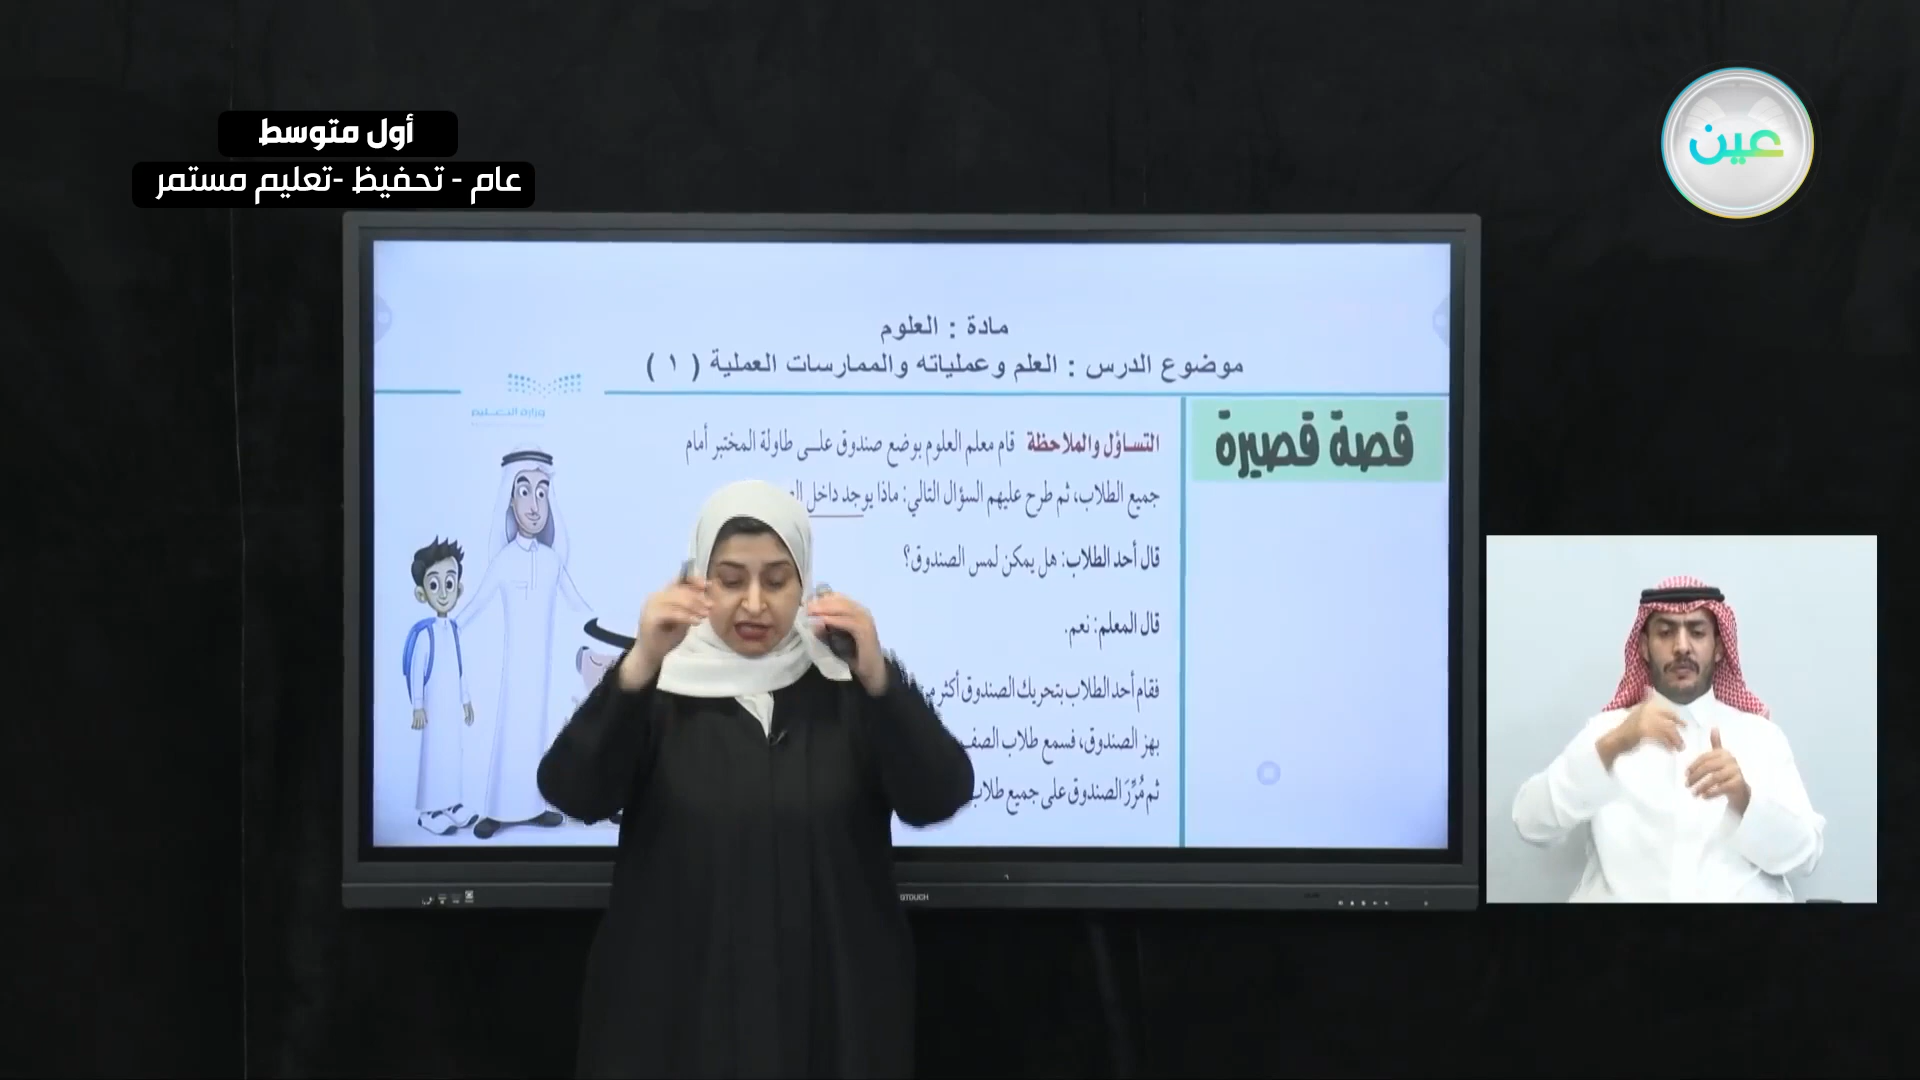 أول متوسط
عام - تحفيظ -تعليم مستمر
عين
مادة : العلوم
موضوع الدرس : العلم وعملياته والممارسات العملية ( ١ )
وزارة التعليم
قصة قصيرة
التساؤل والملاحظة قام معلم العلوم بوضع صندوق على طاولة المختبر أمام
جميع الطلاب، ثم طرح عليهم السؤال التالي: ماذا يوجد داخل
قال أحد الطلاب: هل يمكن لمس الصندوق؟
قال المعلم: نعم.
فقام أحد الطلاب بتحريك الصندوق أكثر من
بهز الصندوق، فسمع طلاب الصف
ثم مُرِّرَ الصندوق على جميع طلاب